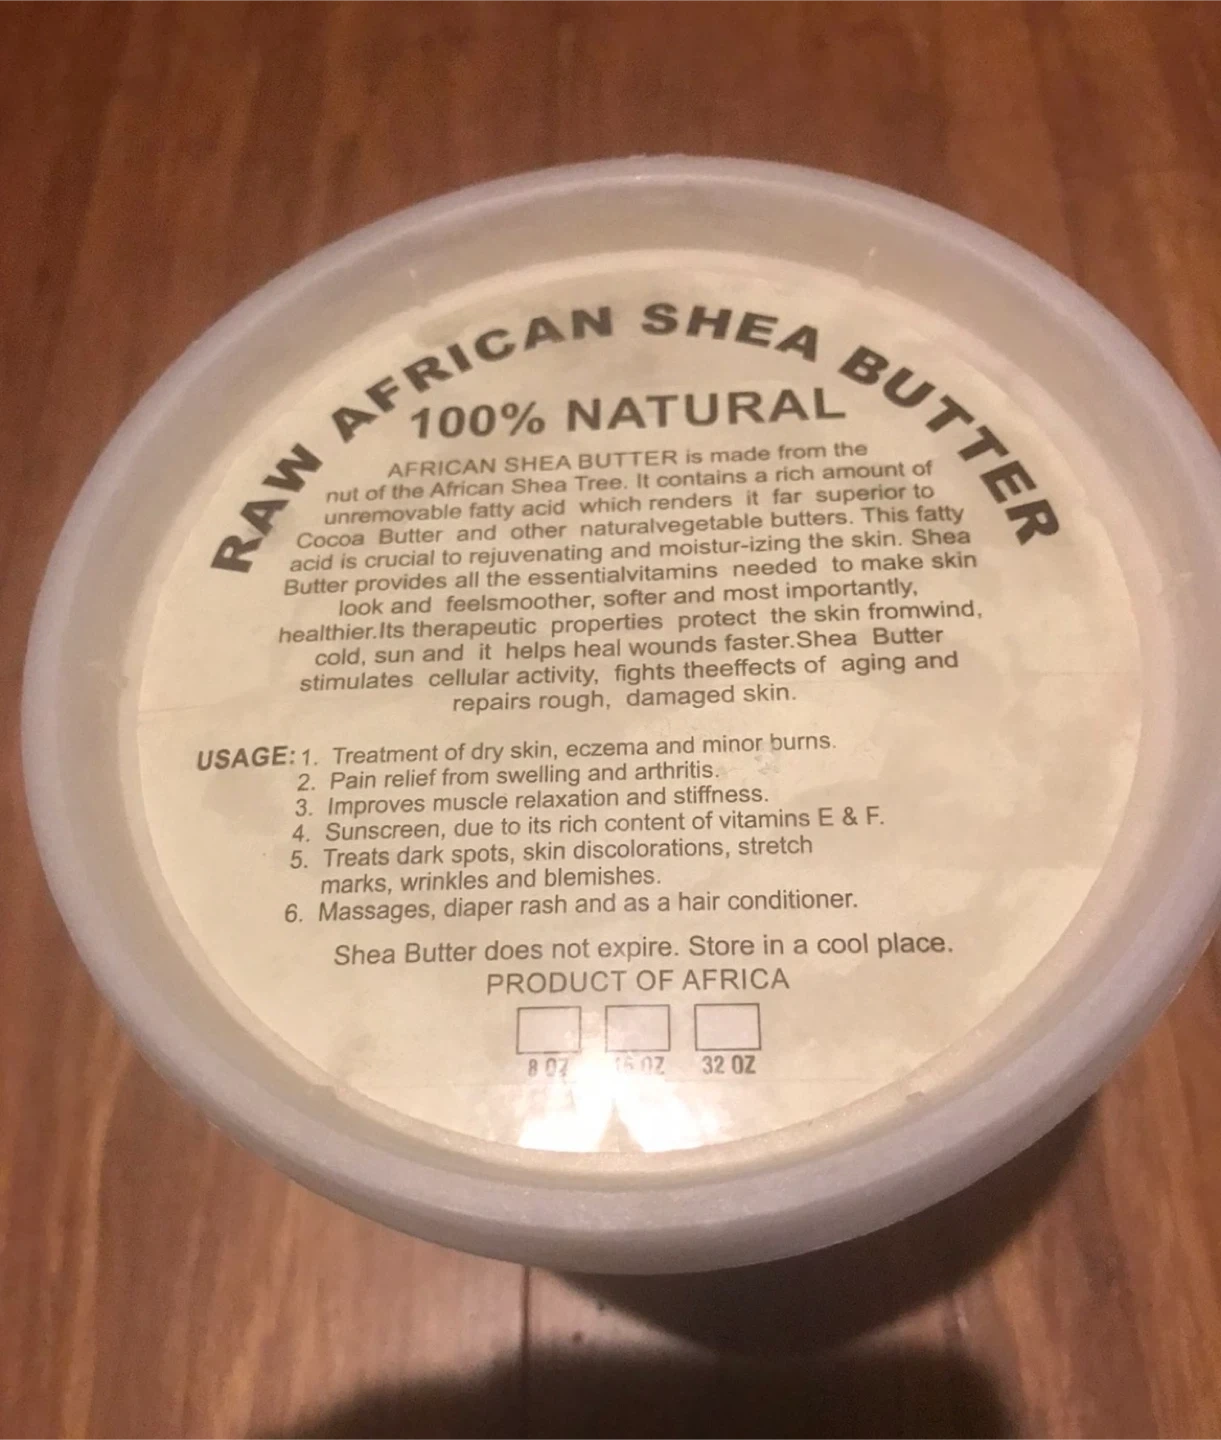 RAW AFRICAN SHEA BUTTER
100% NATURAL
AFRICAN SHEA BUTTER is made from the
nut of the African Shea Tree. It contains a rich amount of
unremovable fatty acid which renders it far superior to
Cocoa Butter and other naturalvegetable butters. This fatty
acid is crucial to rejuvenating and moistur-izing the skin. Shea
Butter provides all the essentialvitamins needed to make skin
look and feelsmoother, softer and most importantly,
healthier.Its therapeutic properties protect the skin fromwind,
cold, sun and it helps heal wounds faster.Shea Butter
stimulates cellular activity, fights theeffects of aging and
repairs rough, damaged skin.
USAGE: 1. Treatment of dry skin, eczema and minor burns.
2. Pain relief from swelling and arthritis.
3. Improves muscle relaxation and stiffness.
4. Sunscreen, due to its rich content of vitamins E & F.
5. Treats dark spots, skin discolorations, stretch
marks, wrinkles and blemishes.
6. Massages, diaper rash and as a hair conditioner.
Shea Butter does not expire. Store in a cool place.
PRODUCT OF AFRICA
8 OZ 16 OZ 32 OZ